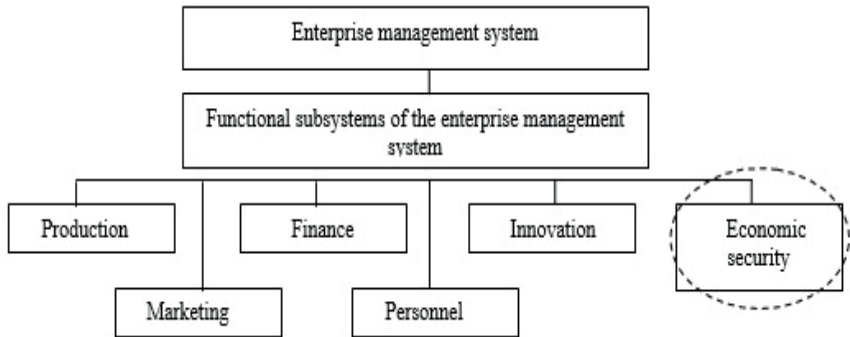 Enterprise management system
Functional subsystems of the enterprise management
system
Production
Finance
Innovation
Economic
security
Marketing
Personnel